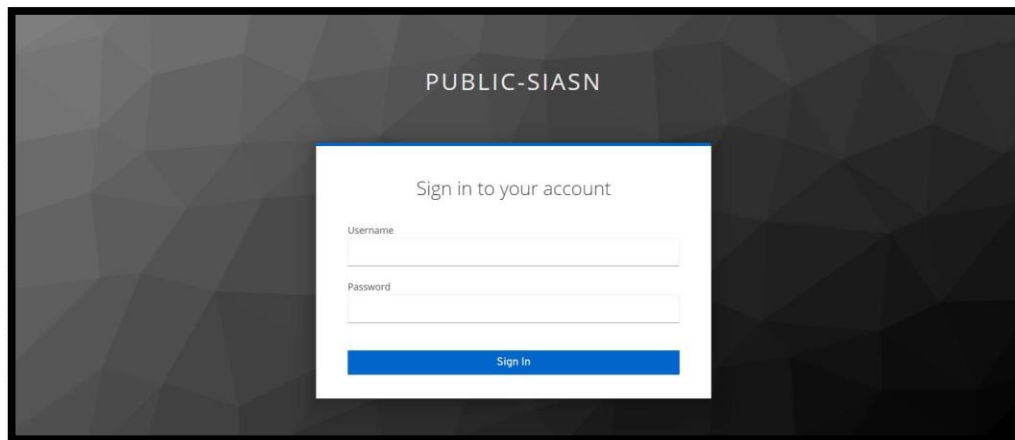 PUBLIC-SIASN
Sign in to your account
Username
Password
Sign In